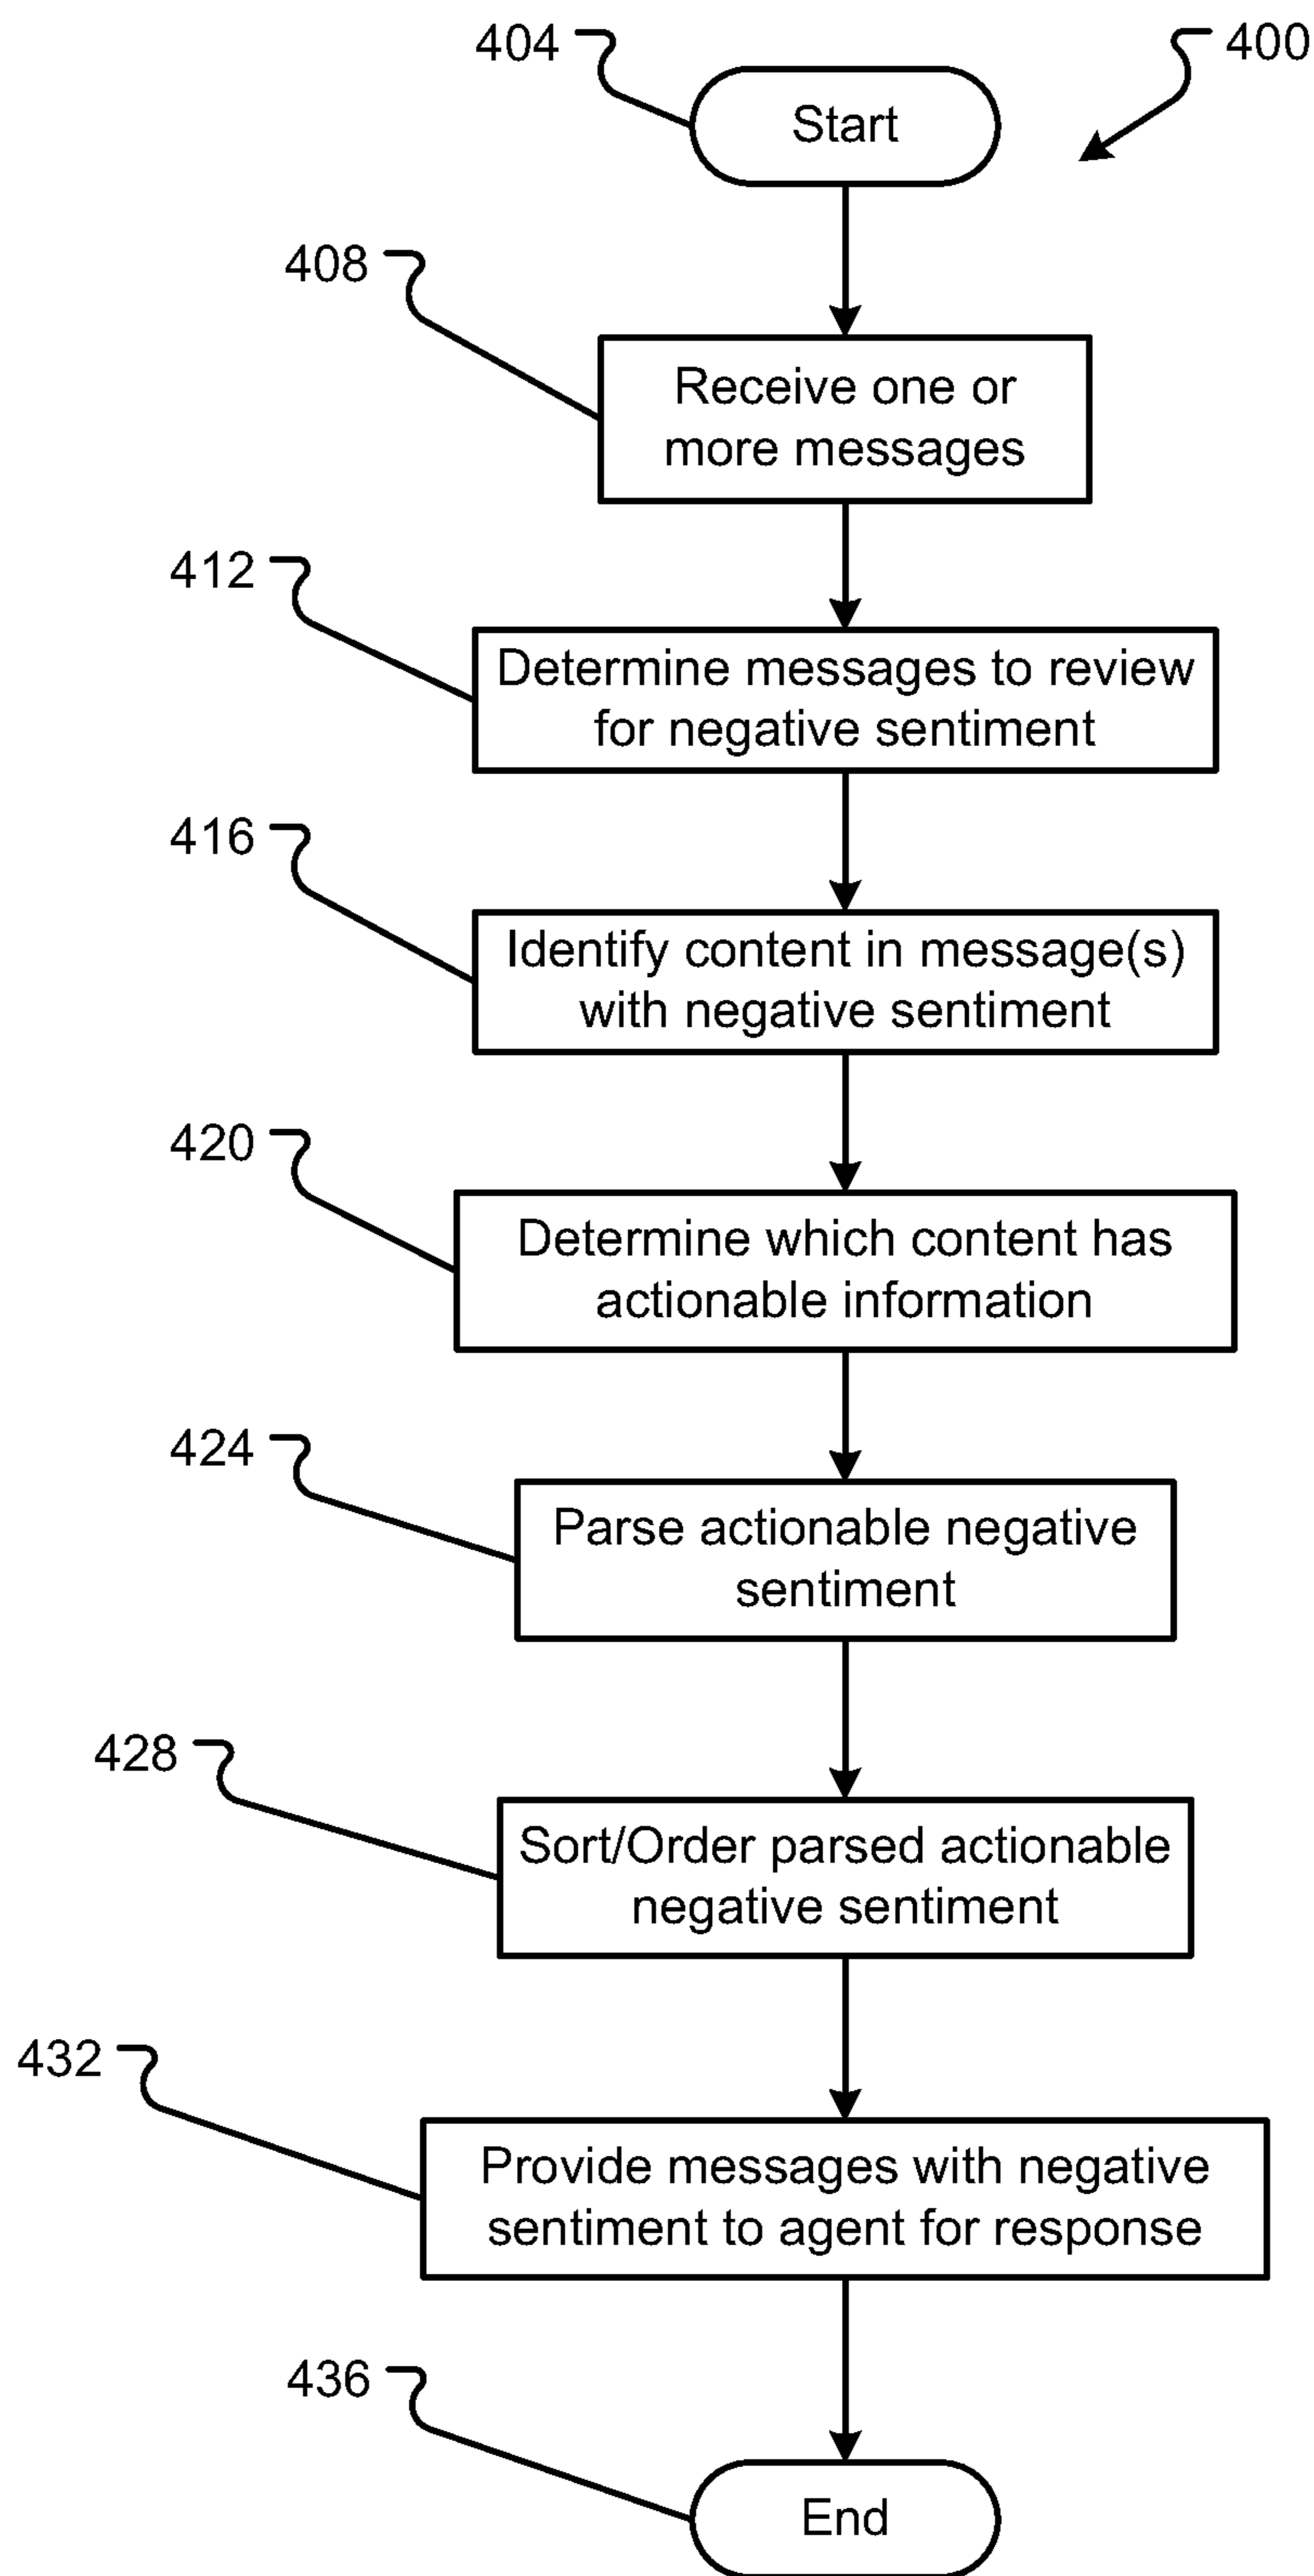 404
400
Start
408
Receive one or
more messages
412
Determine messages to review
for negative sentiment
416
Identify content in message(s)
with negative sentiment
420
Determine which content has
actionable information
424
Parse actionable negative
sentiment
428
Sort/Order parsed actionable
negative sentiment
432
Provide messages with negative
sentiment to agent for response
436
End